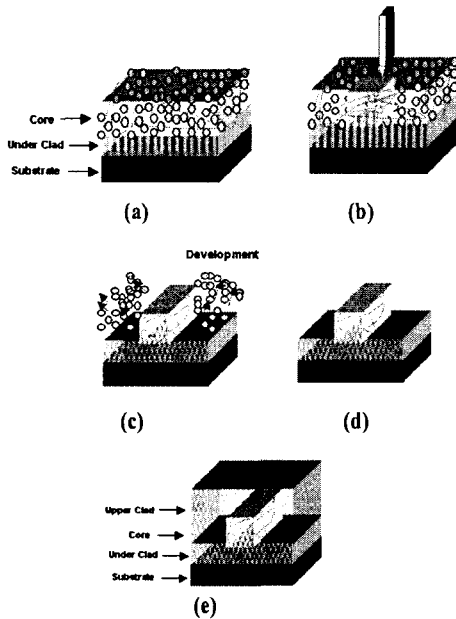 Core
Under Clad
Substrate
(a)
(b)
Development
(c)
(d)
Upper Clad
Core
Under Clad
Substrate
(e)